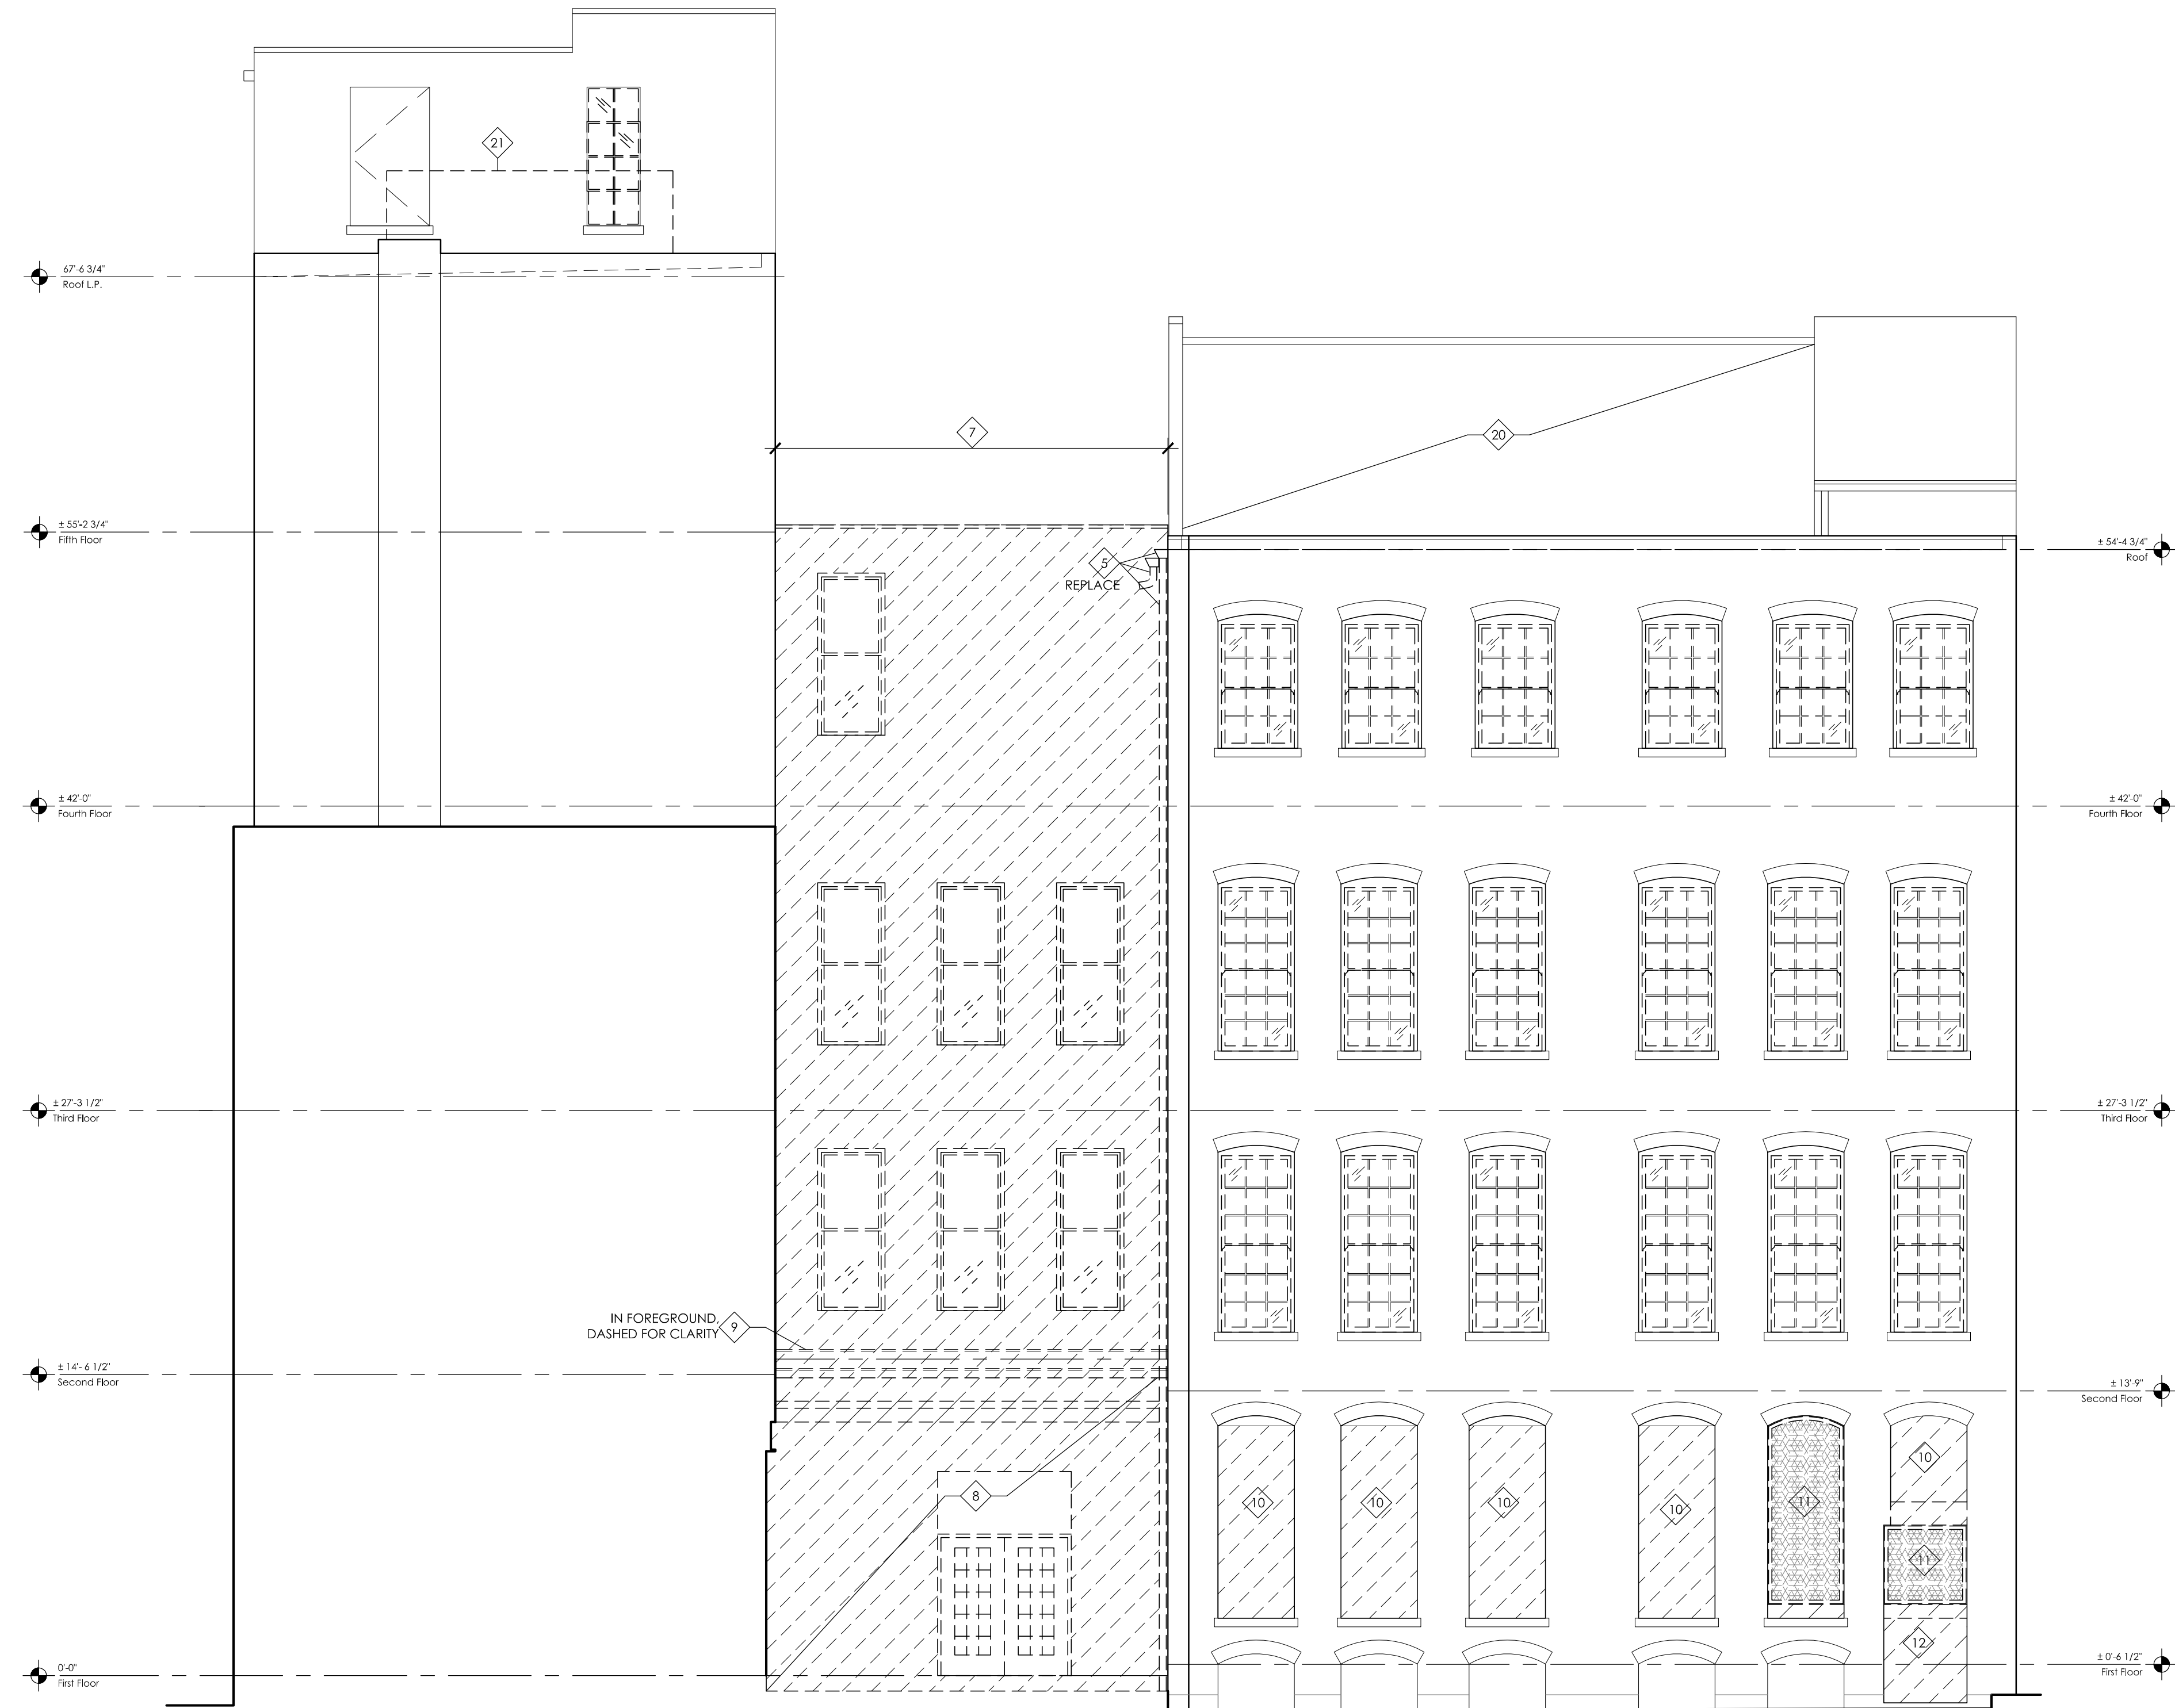 21
67'-6 3/4"
Roof L.P.
7
20
± 55'-2 3/4"
Fifth Floor
± 54'-4 3/4"
Roof
5
REPLACE
± 42'-0"
Fourth Floor
± 42'-0"
Fourth Floor
± 27'-3 1/2"
Third Floor
± 27'-3 1/2"
Third Floor
IN FOREGROUND,
DASHED FOR CLARITY
9
± 14'- 6 1/2"
Second Floor
± 13'-9"
Second Floor
10
8
10
10
10
10
11
11
12
0'-0"
First Floor
± 0'-6 1/2"
First Floor